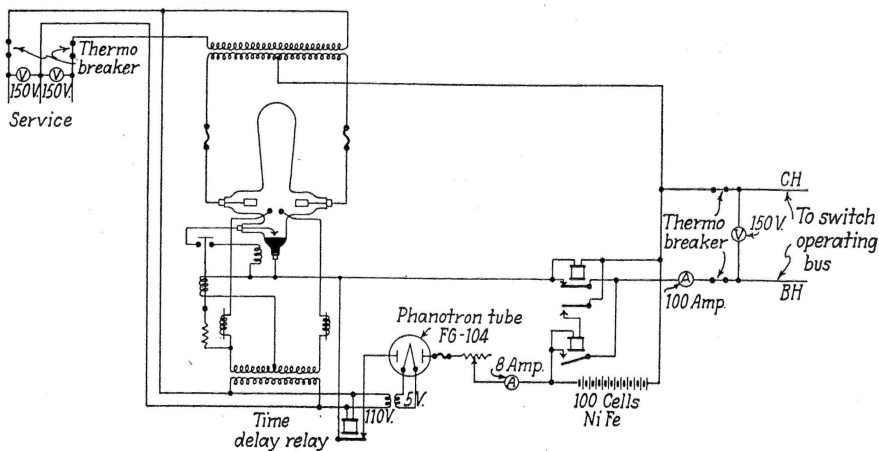 Thermo
breaker
V
V
150V.
150V.
Service
CH
Thermo
breaker
V
150V.
To switch
operating
bus
A
100 Amp.
BH
Phanotron tube
FG-104
8 Amp.
A
5V.
110V.
100 Cells
Ni Fe
Time
delay relay